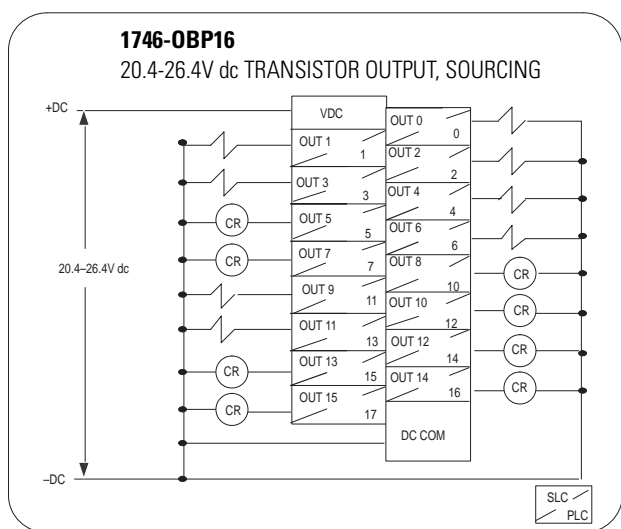 1746-OBP16
20.4-26.4V dc TRANSISTOR OUTPUT, SOURCING
+DC
VDC
OUT 0
0
OUT 1
1
OUT 2
2
OUT 3
3
OUT 4
4
CR
OUT 5
5
OUT 6
6
20.4–26.4V dc
CR
OUT 7
7
OUT 8
10
CR
OUT 9
11
OUT 10
12
CR
OUT 11
13
OUT 12
14
CR
CR
OUT 13
15
OUT 14
16
CR
CR
OUT 15
17
DC COM
–DC
SLC
PLC